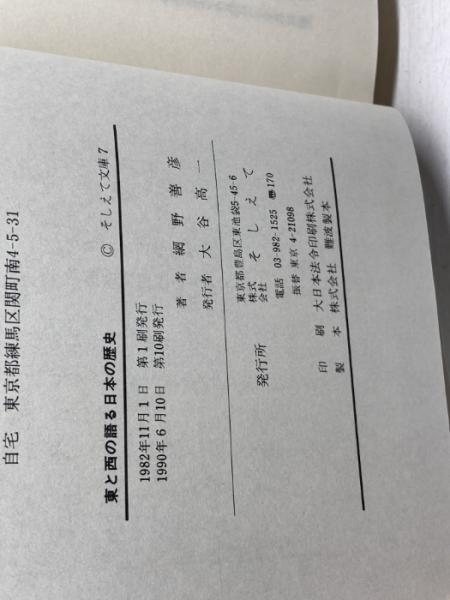 自宅 東京都練馬区関町南4-5-31
東と西の語る日本の歴史 © そしえて文庫7
1982年11月1日 第1刷発行
1990年6月10日 第10刷発行
著者 網野善彦
発行者 大谷高一
発行所 株式会社 そしえて
東京都豊島区東池袋5-45-6
電話 03-982-1525 〠170
振替 東京4-21098
印刷 大日本法令印刷株式会社
製本 株式会社 難波製本